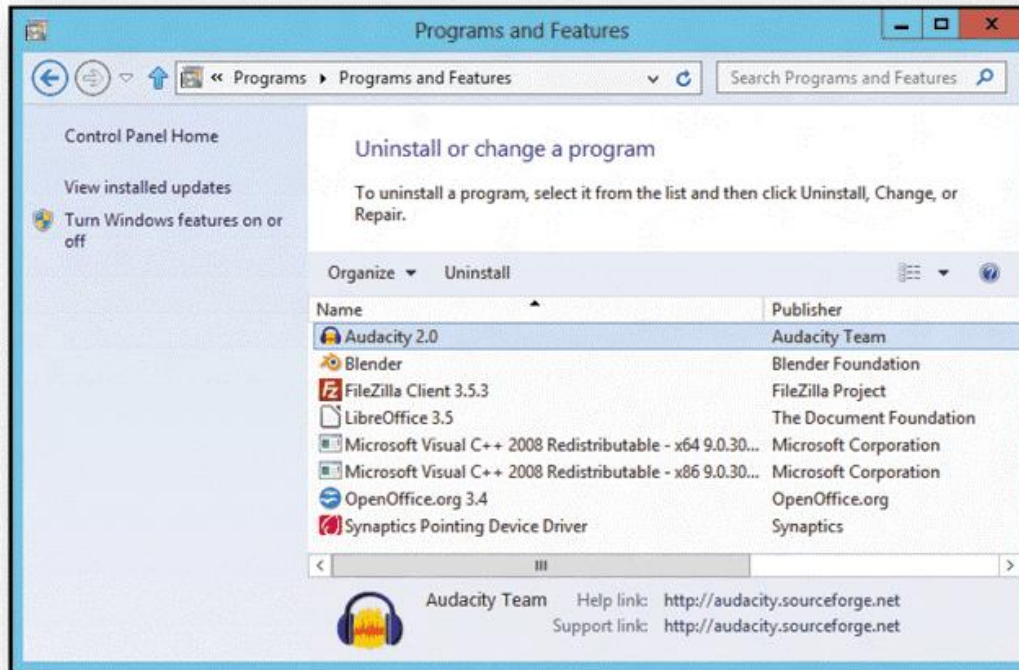 Programs and Features
« Programs ▸ Programs and Features
Search Programs and Features
Control Panel Home
View installed updates
Turn Windows features on or
off
Uninstall or change a program
To uninstall a program, select it from the list and then click Uninstall, Change, or
Repair.
Organize Uninstall
Name Publisher
Audacity 2.0 Audacity Team
Blender Blender Foundation
FileZilla Client 3.5.3 FileZilla Project
LibreOffice 3.5 The Document Foundation
Microsoft Visual C++ 2008 Redistributable - x64 9.0.30... Microsoft Corporation
Microsoft Visual C++ 2008 Redistributable - x86 9.0.30... Microsoft Corporation
OpenOffice.org 3.4 OpenOffice.org
Synaptics Pointing Device Driver Synaptics
Audacity Team Help link: http://audacity.sourceforge.net
Support link: http://audacity.sourceforge.net